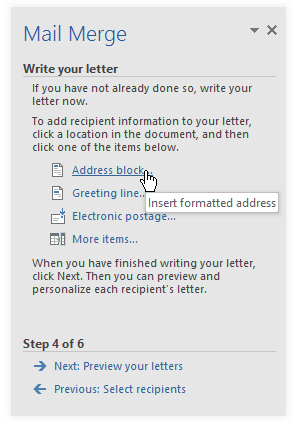 Mail Merge
Write your letter
If you have not already done so, write your
letter now.
To add recipient information to your letter,
click a location in the document, and then
click one of the items below.
Address block...
Greeting line...
Insert formatted address
Electronic postage...
More items...
When you have finished writing your letter,
click Next. Then you can preview and
personalize each recipient's letter.
Step 4 of 6
Next: Preview your letters
Previous: Select recipients